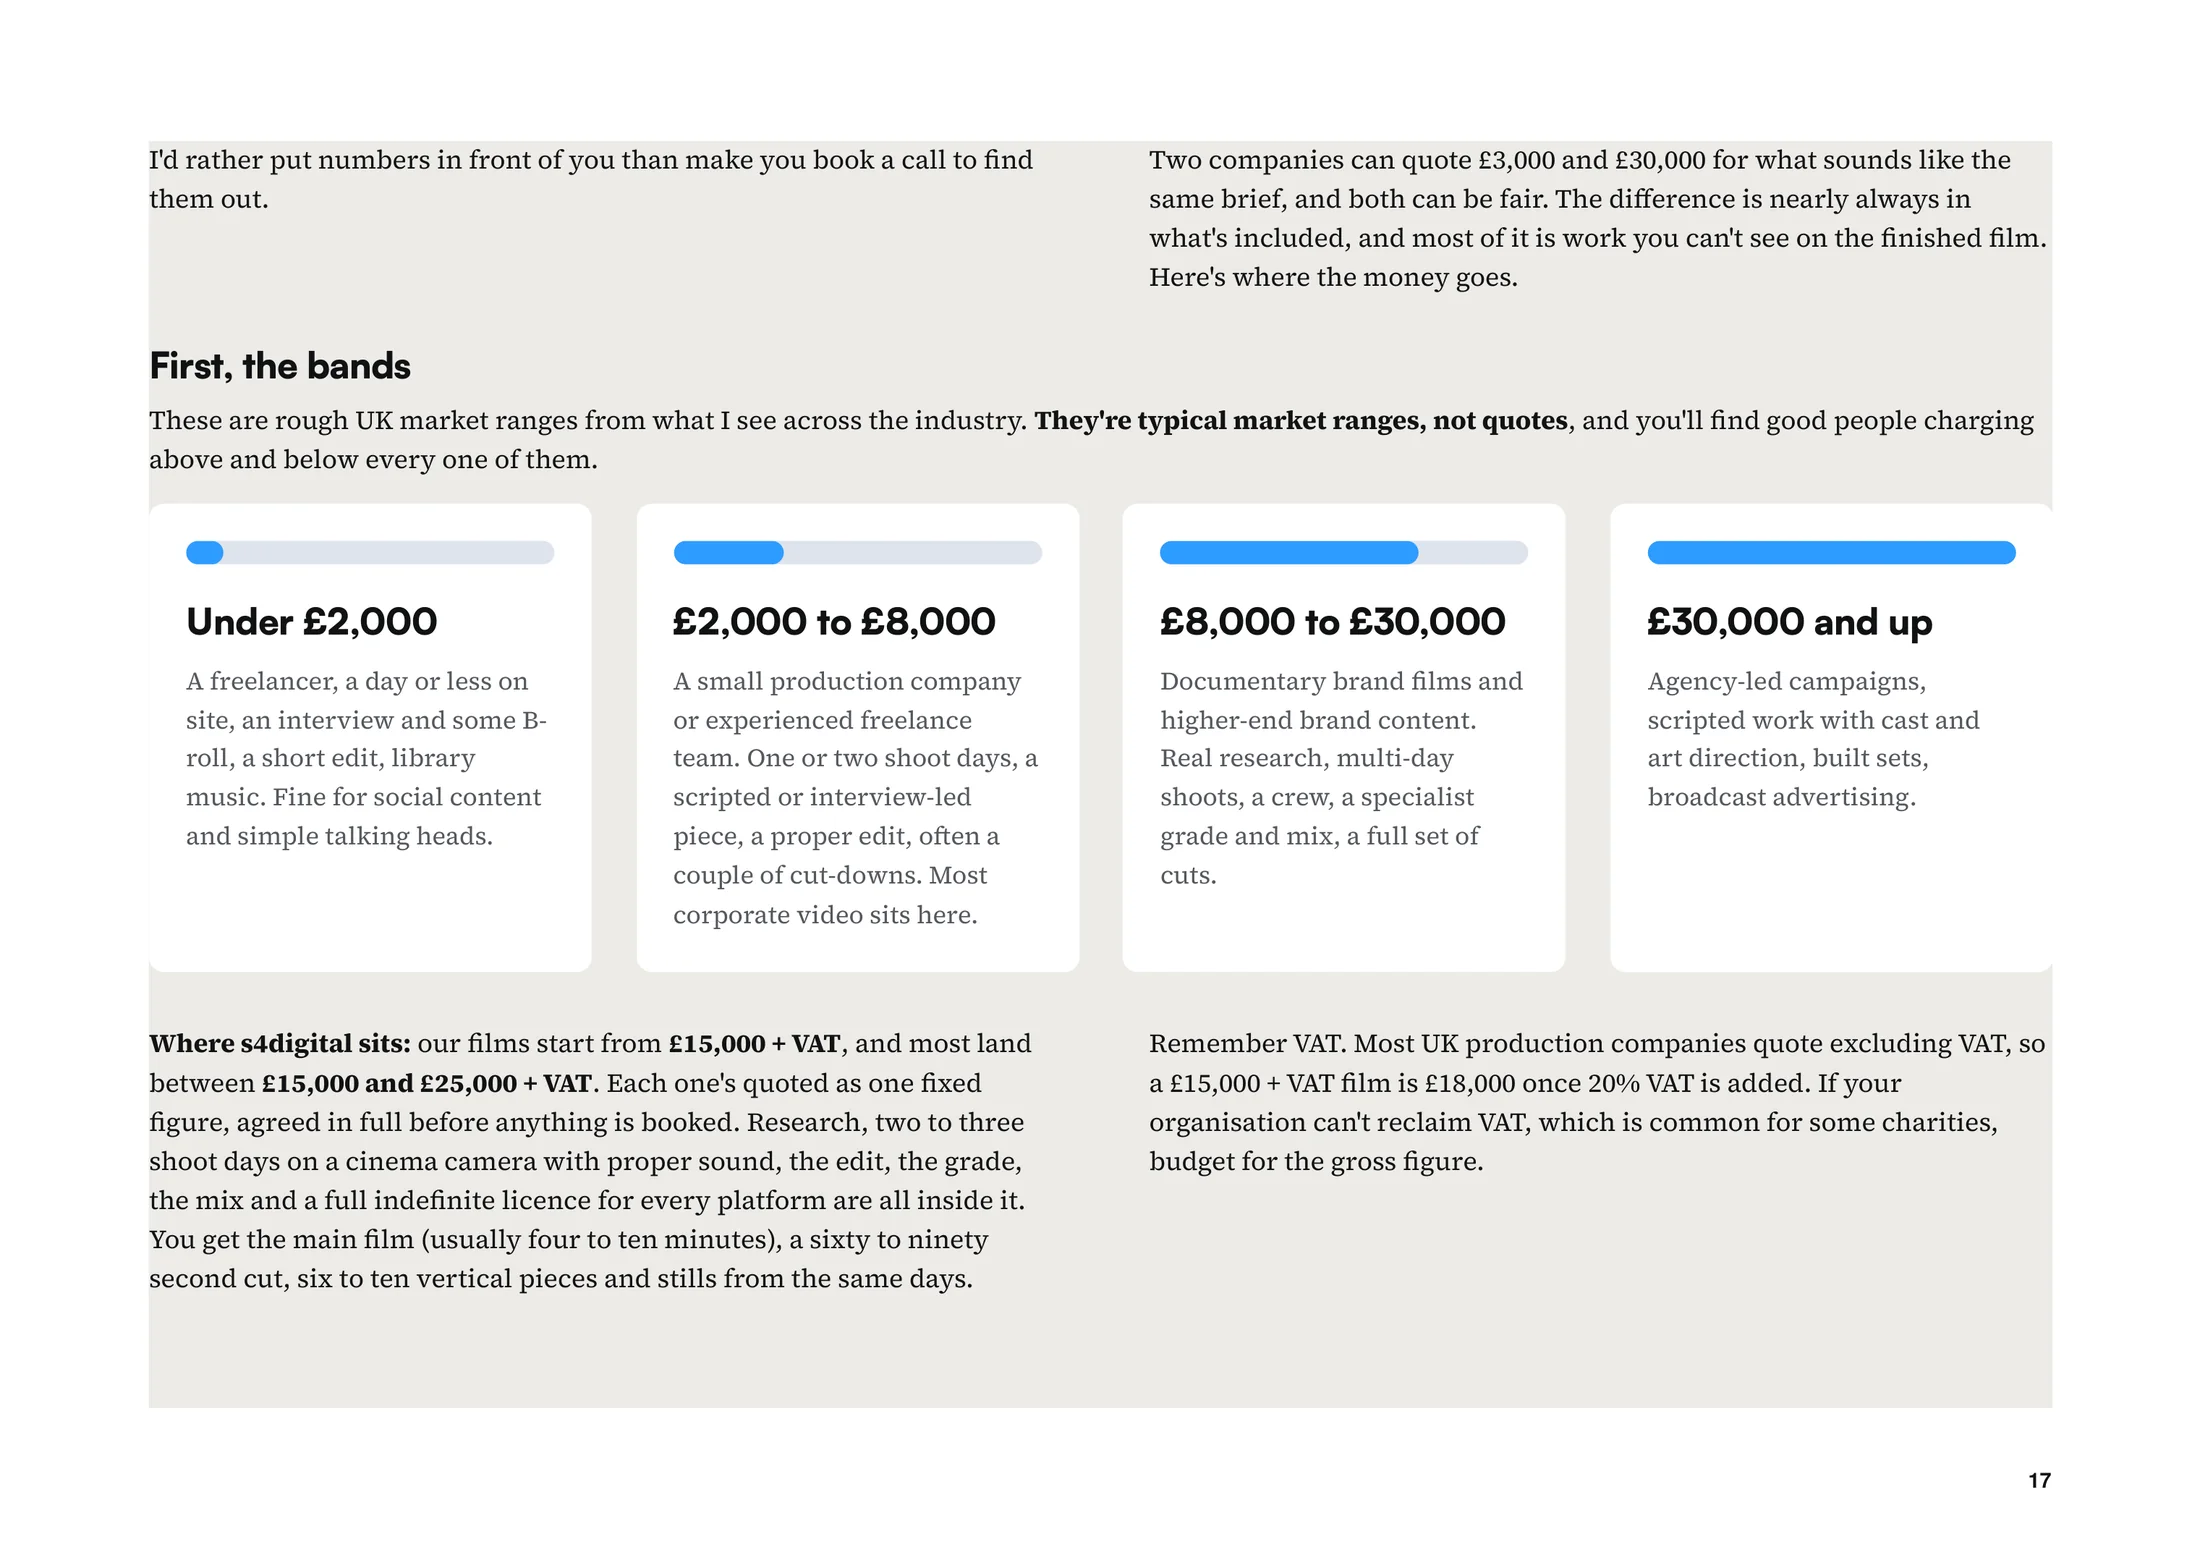 I'd rather put numbers in front of you than make you book a call to find
them out.
Two companies can quote £3,000 and £30,000 for what sounds like the
same brief, and both can be fair. The difference is nearly always in
what's included, and most of it is work you can't see on the finished film.
Here's where the money goes.
First, the bands
These are rough UK market ranges from what I see across the industry. They're typical market ranges, not quotes, and you'll find good people charging
above and below every one of them.
Under £2,000
A freelancer, a day or less on
site, an interview and some B-
roll, a short edit, library
music. Fine for social content
and simple talking heads.
£2,000 to £8,000
A small production company
or experienced freelance
team. One or two shoot days, a
scripted or interview-led
piece, a proper edit, often a
couple of cut-downs. Most
corporate video sits here.
£8,000 to £30,000
Documentary brand films and
higher-end brand content.
Real research, multi-day
shoots, a crew, a specialist
grade and mix, a full set of
cuts.
£30,000 and up
Agency-led campaigns,
scripted work with cast and
art direction, built sets,
broadcast advertising.
Where s4digital sits: our films start from £15,000 + VAT, and most land
between £15,000 and £25,000 + VAT. Each one's quoted as one fixed
figure, agreed in full before anything is booked. Research, two to three
shoot days on a cinema camera with proper sound, the edit, the grade,
the mix and a full indefinite licence for every platform are all inside it.
You get the main film (usually four to ten minutes), a sixty to ninety
second cut, six to ten vertical pieces and stills from the same days.
Remember VAT. Most UK production companies quote excluding VAT, so
a £15,000 + VAT film is £18,000 once 20% VAT is added. If your
organisation can't reclaim VAT, which is common for some charities,
budget for the gross figure.
17